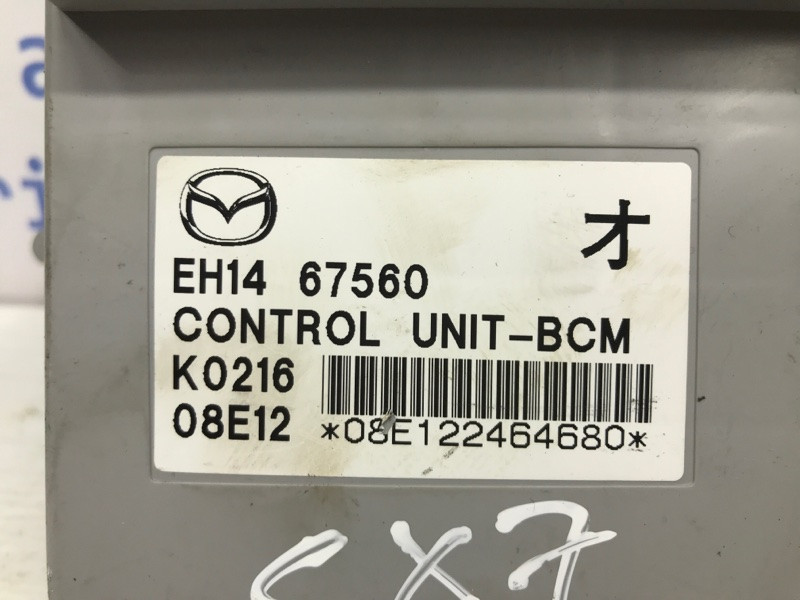 オ
EH14 67560
CONTROL UNIT-BCM
K0216
08E12 *08E122464680*
CX7